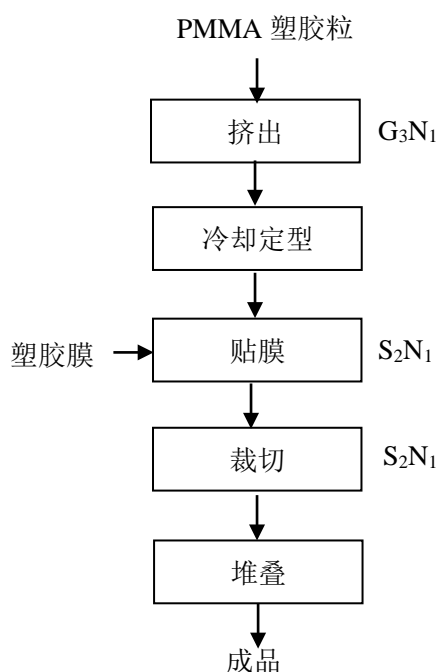 PMMA 塑胶粒
挤出 G₃N₁
冷却定型
塑胶膜 贴膜 S₂N₁
裁切 S₂N₁
堆叠
成品